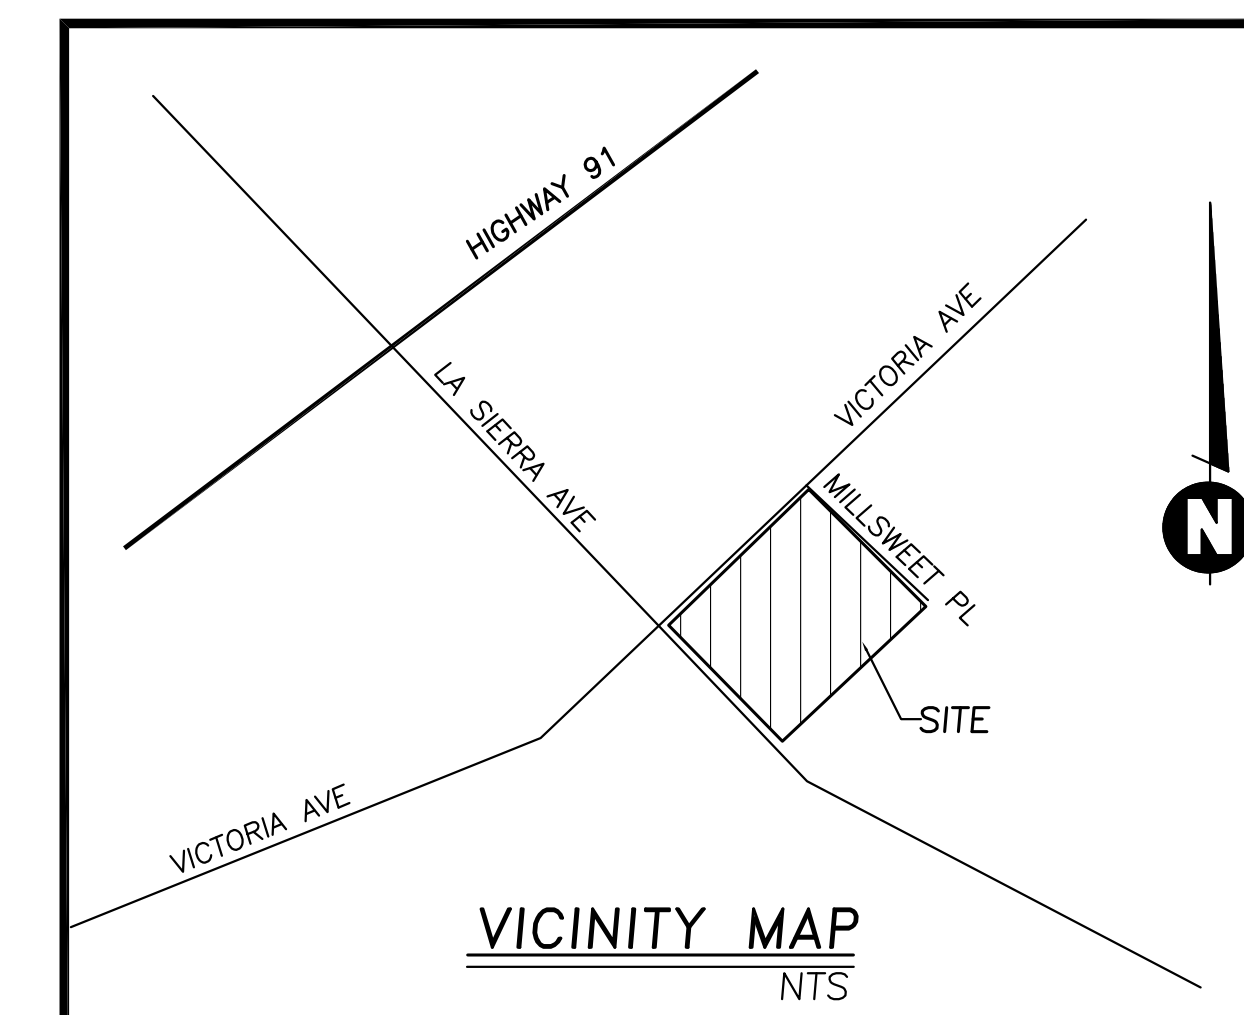 HIGHWAY 91
VICTORIA AVE
LA SIERRA AVE
MILLSWEET PL
N
SITE
VICTORIA AVE
VICINITY MAP
NTS